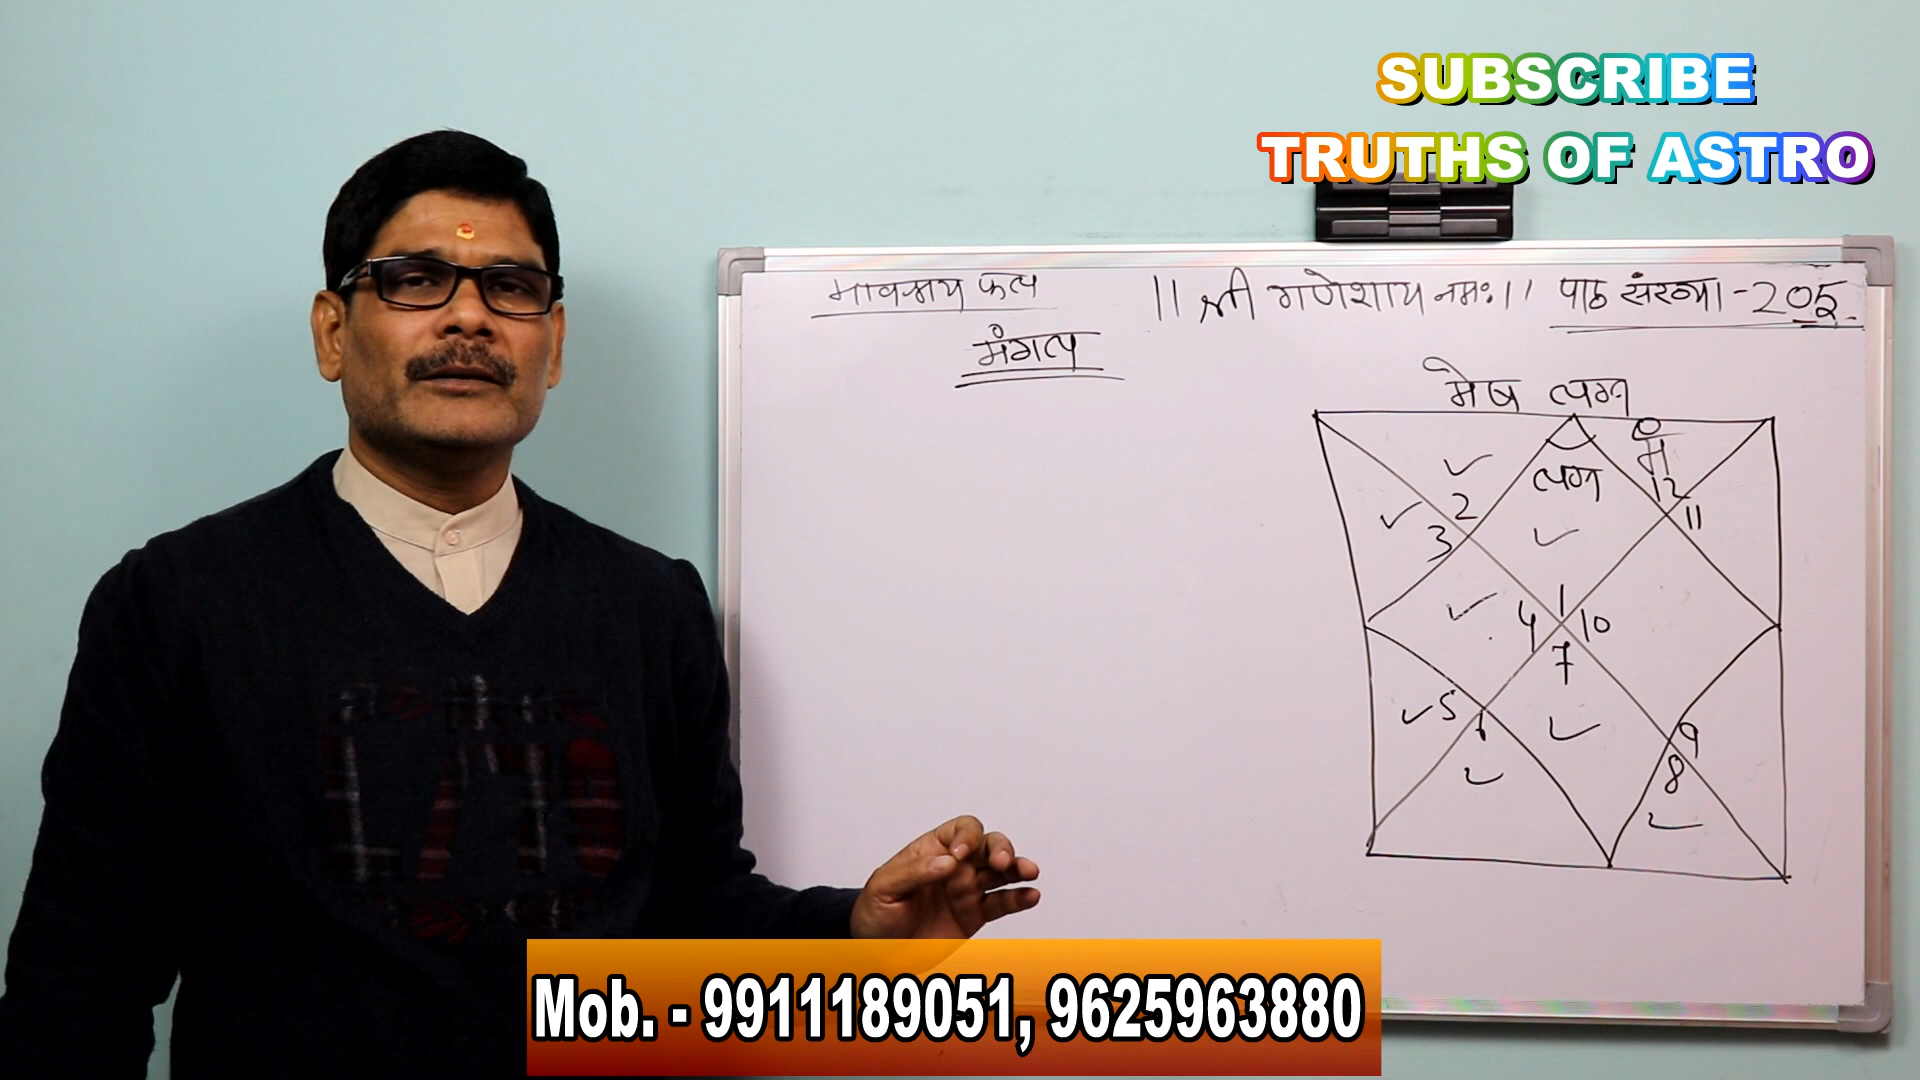 SUBSCRIBE
TRUTHS OF ASTRO
भावमय फल
।। श्री गणेशाय नमः।।
पाठ संख्या - 205.
मंगल
मेष लग्न
लग्न
मं
12
11
2
3
1
4
10
7
5
6
9
8
Mob. - 9911189051, 9625963880